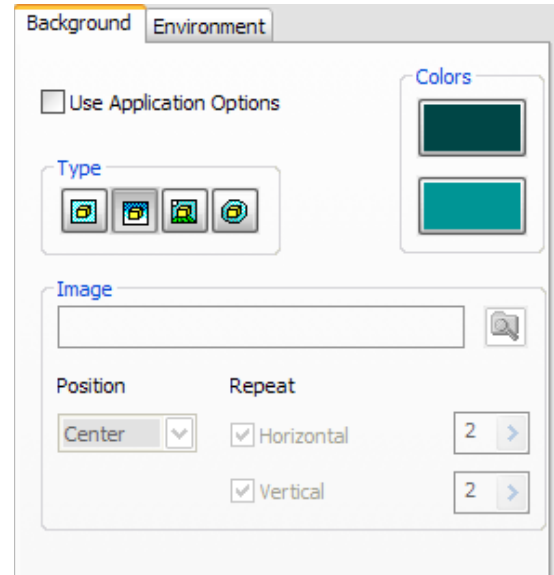 Background Environment
Colors
Use Application Options
Type
Image
Position Repeat
Center Horizontal 2
Vertical 2